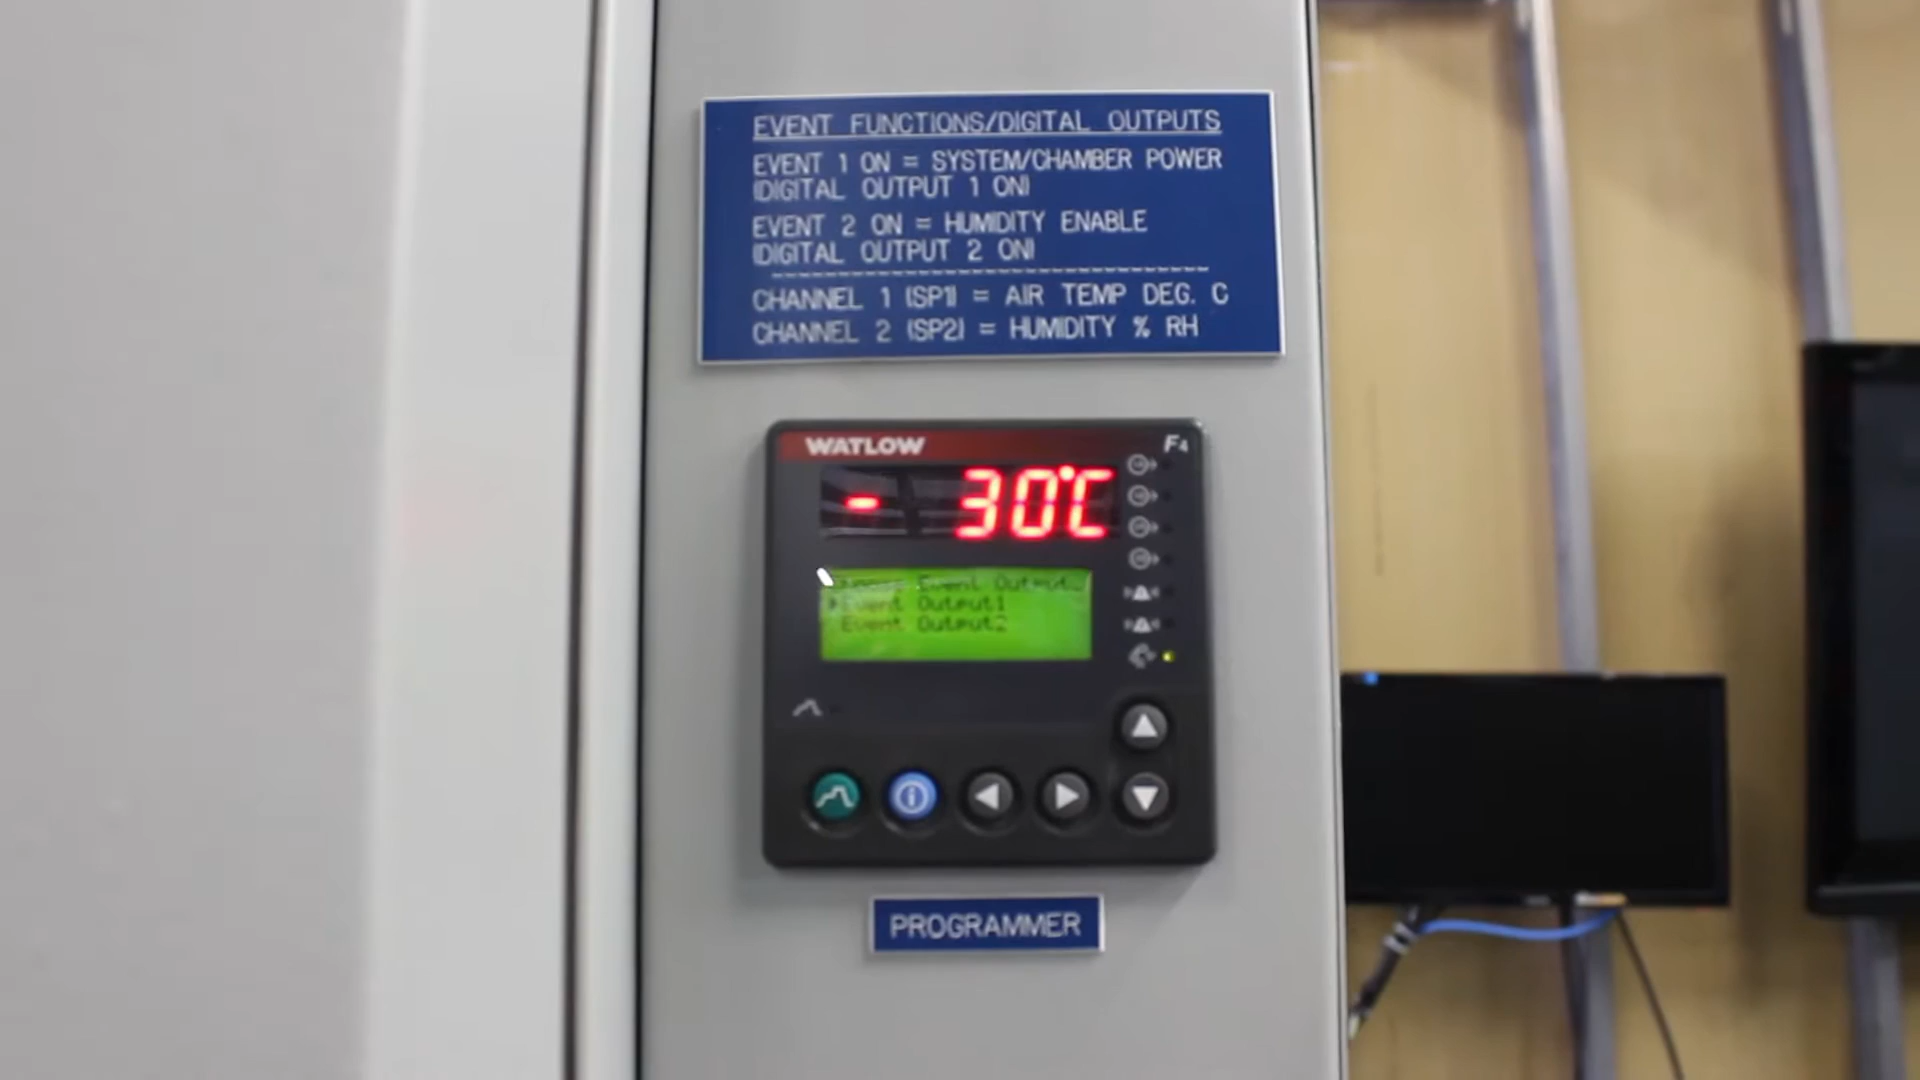 EVENT FUNCTIONS/DIGITAL OUTPUTS
EVENT 1 ON = SYSTEM/CHAMBER POWER
(DIGITAL OUTPUT 1 ON)
EVENT 2 ON = HUMIDITY ENABLE
(DIGITAL OUTPUT 2 ON)
CHANNEL 1 (SP1) = AIR TEMP DEG. C
CHANNEL 2 (SP2) = HUMIDITY % RH
WATLOW F4
- 30°C
Event Output
Event Output1
Event Output2
PROGRAMMER